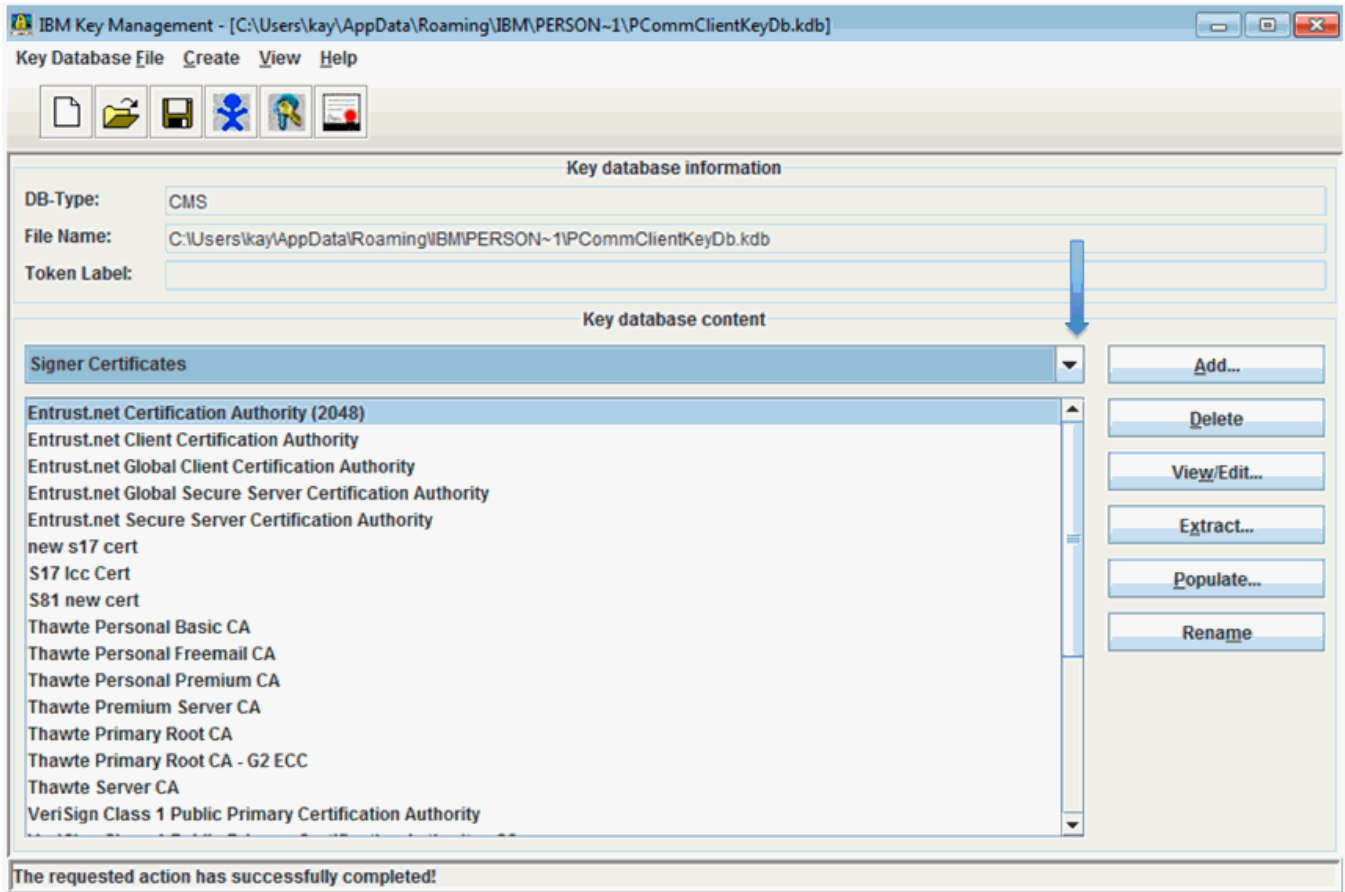 IBM Key Management - [C:\Users\kay\AppData\Roaming\IBM\PERSON~1\PCommClientKeyDb.kdb]
Key Database File Create View Help
Key database information
DB-Type: CMS
File Name: C:\Users\kay\AppData\Roaming\IBM\PERSON~1\PCommClientKeyDb.kdb
Token Label:
Key database content
Signer Certificates
Add...
Entrust.net Certification Authority (2048)
Delete
Entrust.net Client Certification Authority
Entrust.net Global Client Certification Authority
View/Edit...
Entrust.net Global Secure Server Certification Authority
Entrust.net Secure Server Certification Authority
Extract...
new s17 cert
S17 Icc Cert
Populate...
S81 new cert
Thawte Personal Basic CA
Rename
Thawte Personal Freemail CA
Thawte Personal Premium CA
Thawte Premium Server CA
Thawte Primary Root CA
Thawte Primary Root CA - G2 ECC
Thawte Server CA
VeriSign Class 1 Public Primary Certification Authority
The requested action has successfully completed!